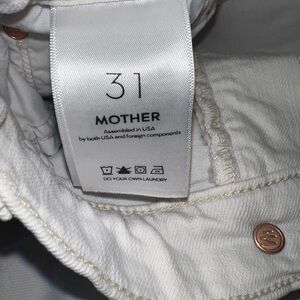 31
MOTHER
Assembled in USA
by both USA and foreign components
DO YOUR OWN LAUNDRY